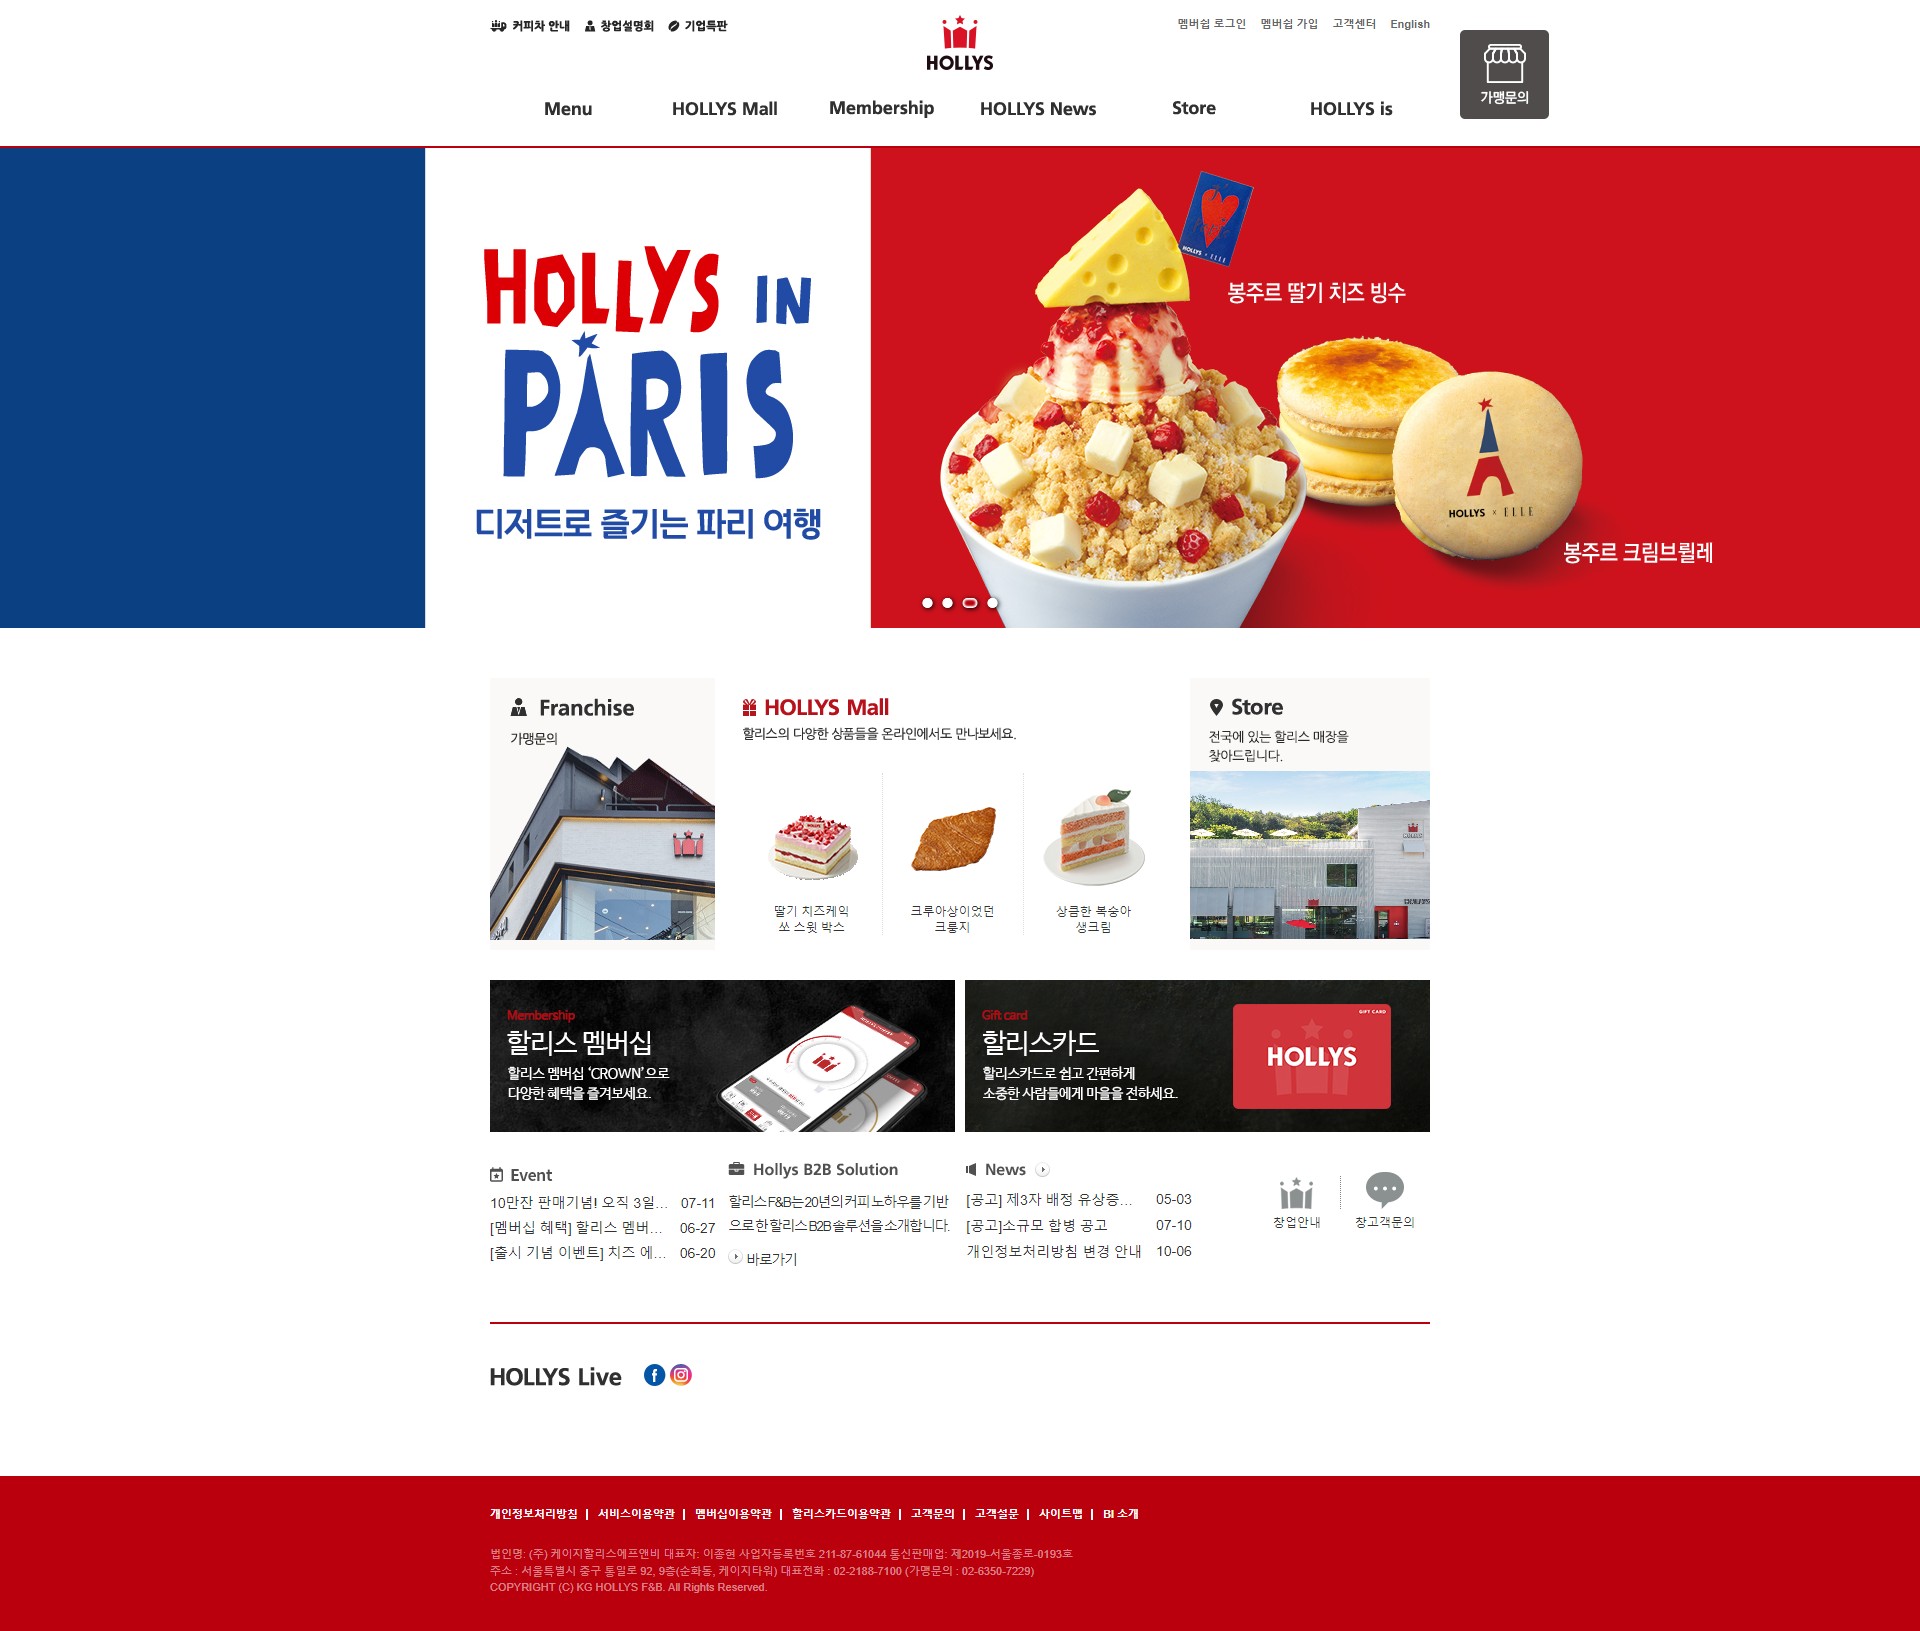 커피차 안내
창업설명회
기업특판
HOLLYS
멤버쉽 로그인
멤버쉽 가입
고객센터
English
가맹문의
Menu
HOLLYS Mall
Membership
HOLLYS News
Store
HOLLYS is
HOLLYS IN
PARIS
디저트로 즐기는 파리 여행
HOLLYS × ELLE
봉주르 딸기 치즈 빙수
HOLLYS × ELLE
봉주르 크림브륄레
Franchise
가맹문의
HOLLYS Mall
할리스의 다양한 상품들을 온라인에서도 만나보세요.
딸기 치즈케익
쏘 스윗 박스
크루아상이었던
크룽지
상큼한 복숭아
생크림
Store
전국에 있는 할리스 매장을
찾아드립니다.
HOLLYS
Membership
할리스 멤버십
할리스 멤버십 ‘CROWN’으로
다양한 혜택을 즐겨보세요.
Gift card
할리스카드
할리스카드로 쉽고 간편하게
소중한 사람들에게 마음을 전하세요.
GIFT CARD
HOLLYS
Event
10만잔 판매기념! 오직 3일... 07-11
[멤버십 혜택] 할리스 멤버... 06-27
[출시 기념 이벤트] 치즈 에... 06-20
Hollys B2B Solution
할리스F&B는 20년의 커피 노하우를 기반
으로 한 할리스 B2B 솔루션을 소개합니다.
바로가기
News
[공고] 제3자 배정 유상증... 05-03
[공고]소규모 합병 공고 07-10
개인정보처리방침 변경 안내 10-06
창업안내
창고객문의
HOLLYS Live
개인정보처리방침 | 서비스이용약관 | 멤버십이용약관 | 할리스카드이용약관 | 고객문의 | 고객설문 | 사이트맵 | BI 소개
법인명: (주) 케이지할리스에프앤비 대표자: 이종현 사업자등록번호 211-87-61044 통신판매업: 제2019-서울종로-0193호
주소 : 서울특별시 중구 통일로 92, 9층(순화동, 케이지타워) 대표전화 : 02-2188-7100 (가맹문의 : 02-6350-7229)
COPYRIGHT (C) KG HOLLYS F&B. All Rights Reserved.